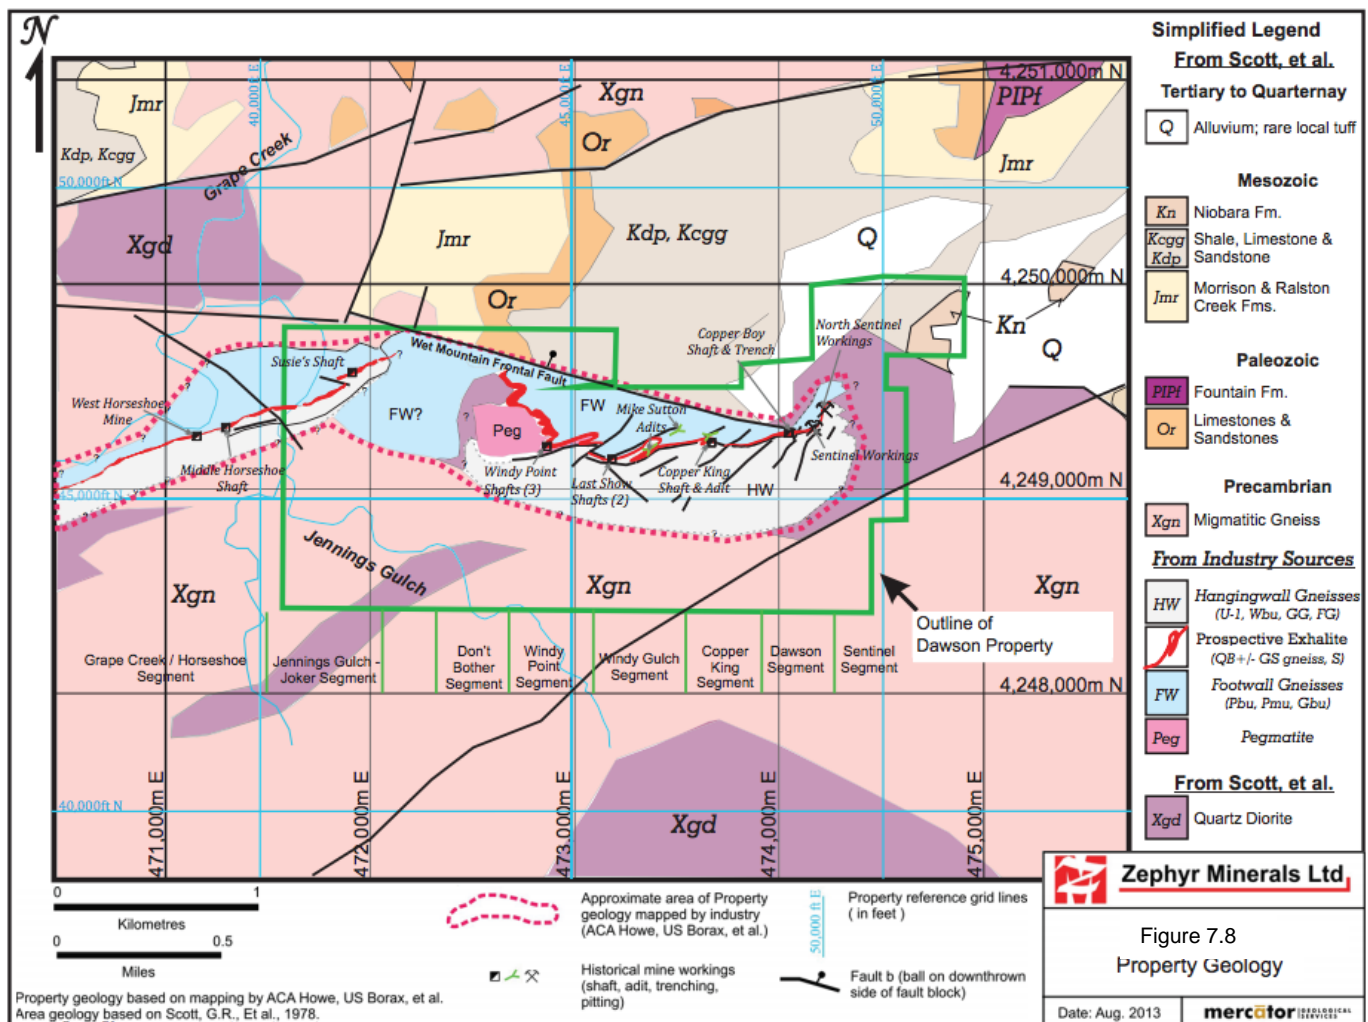 N
4,251,000m N
Jmr
Xgn
PIPf
40,000ft E
45,000ft E
50,000ft E
Or
Kdp, Kcgg
Jmr
Grape Creek
50,000ft N
Xgd
Jmr
Kdp, Kcgg
Q
4,250,000m N
Or
Kn
Copper Boy
Shaft & Trench
North Sentinel
Workings
Q
Wet Mountain Frontal Fault
Susie's Shaft
West Horseshoe
Mine
FW?
FW
Mike Sutton
Adits
Peg
Middle Horseshoe
Shaft
Windy Point
Shafts (3)
Last Show
Shafts (2)
Copper King
Shaft & Adit
HW
Sentinel Workings
4,249,000m N
45,000ft N
Jennings Gulch
Xgn
Xgn
Xgn
Outline of
Dawson Property
Grape Creek / Horseshoe
Segment
Jennings Gulch -
Joker Segment
Don't
Bother
Segment
Windy
Point
Segment
Windy Gulch
Segment
Copper
King
Segment
Dawson
Segment
Sentinel
Segment
4,248,000m N
40,000ft N
Xgd
471,000m E
472,000m E
473,000m E
474,000m E
475,000m E
Simplified Legend
From Scott, et al.
Tertiary to Quarternay
Q Alluvium; rare local tuff
Mesozoic
Kn Niobara Fm.
Kcgg Shale, Limestone &
Kdp Sandstone
Jmr Morrison & Ralston
Creek Fms.
Paleozoic
PIPf Fountain Fm.
Or Limestones &
Sandstones
Precambrian
Xgn Migmatitic Gneiss
From Industry Sources
HW Hangingwall Gneisses
(U-1, Wbu, GG, FG)
Prospective Exhalite
(QB+/- GS gneiss, S)
FW Footwall Gneisses
(Pbu, Pmu, Gbu)
Peg Pegmatite
From Scott, et al.
Xgd Quartz Diorite
0 1
Kilometres
0 0.5
Miles
Approximate area of Property
geology mapped by industry
(ACA Howe, US Borax, et al.)
Historical mine workings
(shaft, adit, trenching,
pitting)
50,000 ft E
Property reference grid lines
( in feet )
Fault b (ball on downthrown
side of fault block)
Property geology based on mapping by ACA Howe, US Borax, et al.
Area geology based on Scott, G.R., Et al., 1978.
Zephyr Minerals Ltd.
Figure 7.8
Property Geology
Date: Aug. 2013
mercator GEOLOGICAL
SERVICES